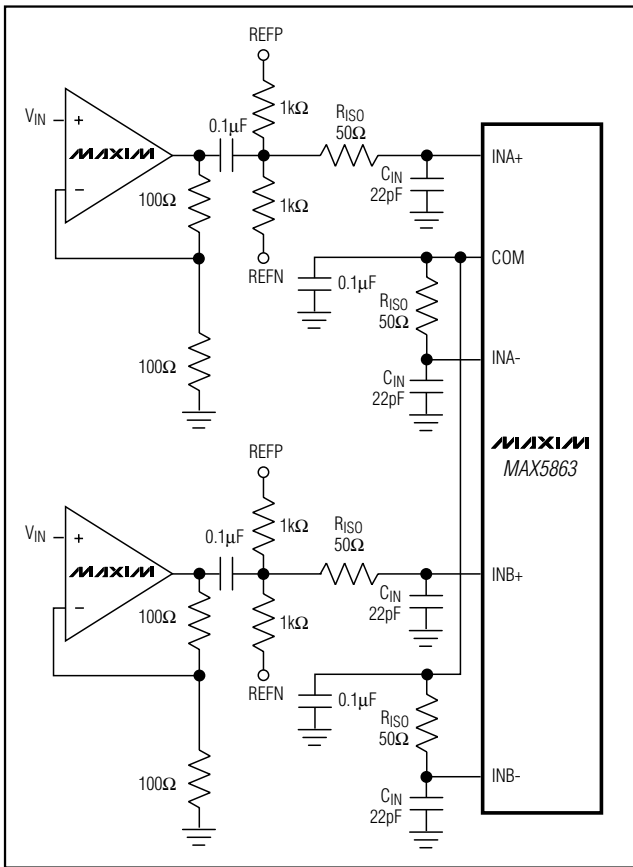 REFP
VIN
+
−
MAXIM
0.1µF
1kΩ
RISO
50Ω
INA+
CIN
22pF
100Ω
1kΩ
REFN
COM
0.1µF
RISO
50Ω
100Ω
INA-
CIN
22pF
MAXIM
MAX5863
REFP
VIN
+
−
MAXIM
0.1µF
1kΩ
RISO
50Ω
INB+
CIN
22pF
100Ω
1kΩ
REFN
0.1µF
RISO
50Ω
100Ω
INB-
CIN
22pF